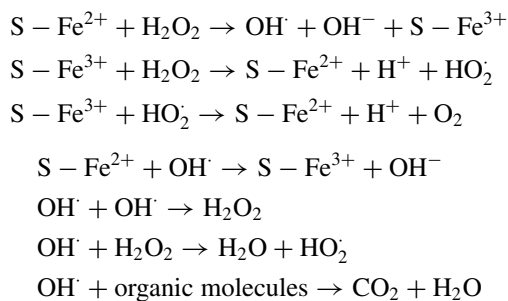 S − Fe²⁺ + H₂O₂ → OH˙ + OH⁻ + S − Fe³⁺
S − Fe³⁺ + H₂O₂ → S − Fe²⁺ + H⁺ + HO₂˙
S − Fe³⁺ + HO₂˙ → S − Fe²⁺ + H⁺ + O₂
S − Fe²⁺ + OH˙ → S − Fe³⁺ + OH⁻
OH˙ + OH˙ → H₂O₂
OH˙ + H₂O₂ → H₂O + HO₂˙
OH˙ + organic molecules → CO₂ + H₂O